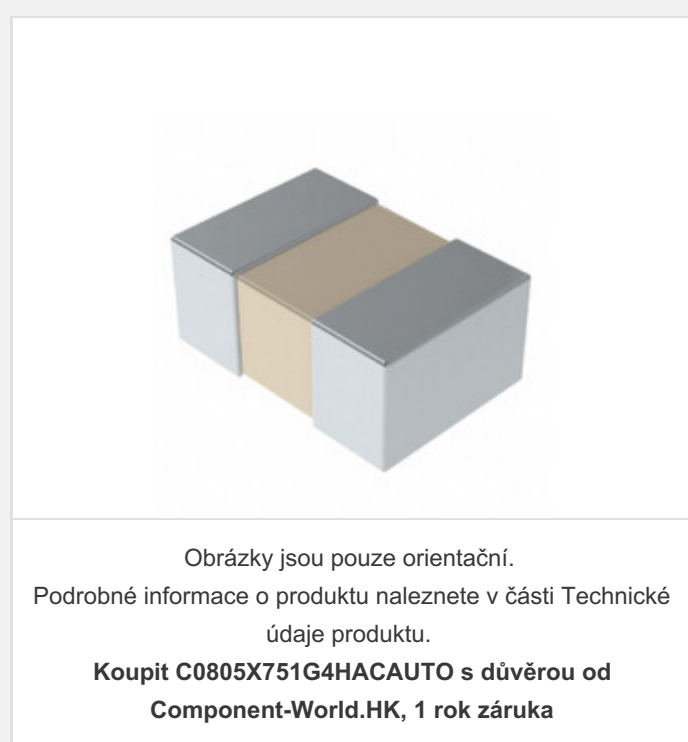 Obrázky jsou pouze orientační.
Podrobné informace o produktu naleznete v části Technické
údaje produktu.
Koupit C0805X751G4HACAUTO s důvěrou od
Component-World.HK, 1 rok záruka